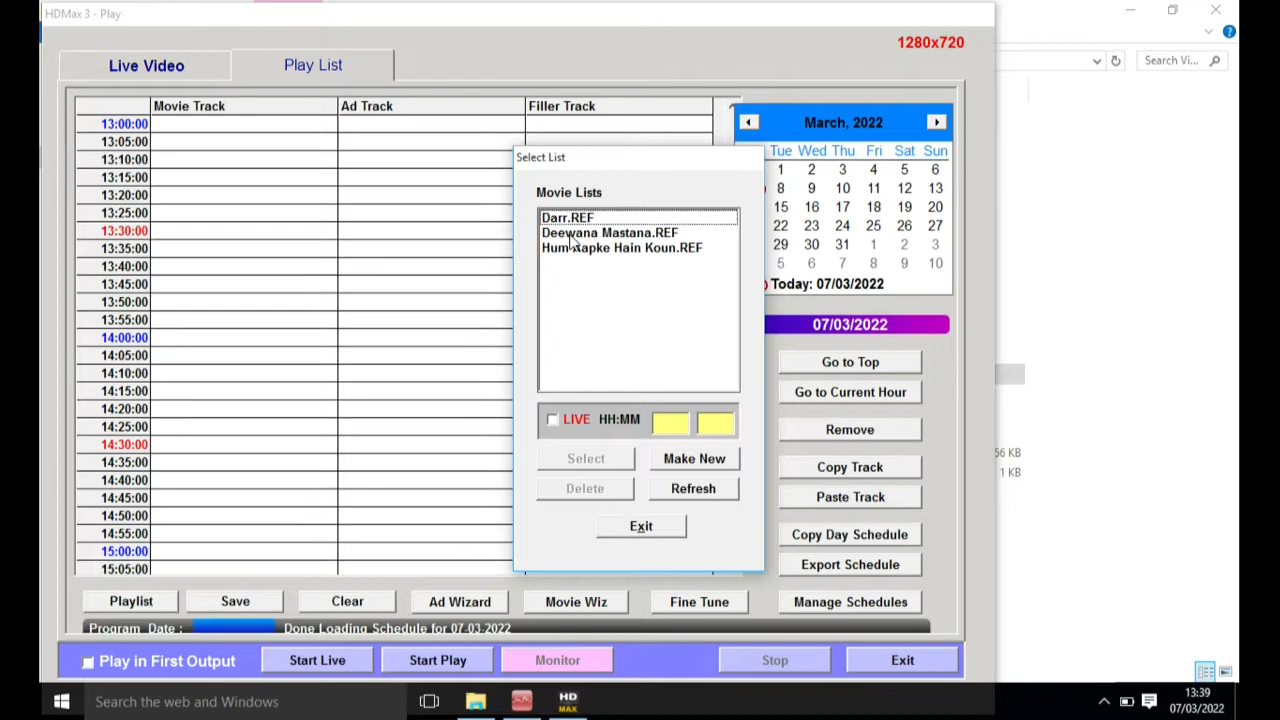 HDMax 3 - Play
1280x720
Live Video
Play List
Search Vi...
Movie Track Ad Track Filler Track
13:00:00
13:05:00
13:10:00
13:15:00
13:20:00
13:25:00
13:30:00
13:35:00
13:40:00
13:45:00
13:50:00
13:55:00
14:00:00
14:05:00
14:10:00
14:15:00
14:20:00
14:25:00
14:30:00
14:35:00
14:40:00
14:45:00
14:50:00
14:55:00
15:00:00
15:05:00
Select List
Movie Lists
Darr.REF
Deewana Mastana.REF
Hum Aapke Hain Koun.REF
LIVE HH:MM
Select Make New
Delete Refresh
Exit
March, 2022
Tue Wed Thu Fri Sat Sun
1 2 3 4 5 6
8 9 10 11 12 13
15 16 17 18 19 20
22 23 24 25 26 27
29 30 31 1 2 3
5 6 7 8 9 10
Today: 07/03/2022
07/03/2022
Go to Top
Go to Current Hour
Remove
Copy Track
Paste Track
Copy Day Schedule
Export Schedule
Manage Schedules
56 KB
1 KB
Playlist Save Clear Ad Wizard Movie Wiz Fine Tune
Program Date : Done Loading Schedule for 07-03-2022
Play in First Output Start Live Start Play Monitor Stop Exit
Search the web and Windows
HD
MAX
13:39
07/03/2022